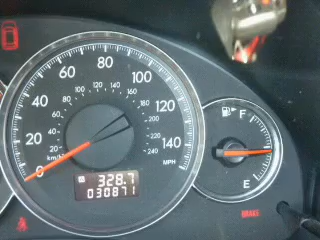 0 20 40 60 80 100 120 140
MPH
20 40 60 80 100 120 140 160 180 200 220 240
km/h
F
E
328.7
030871
BRAKE